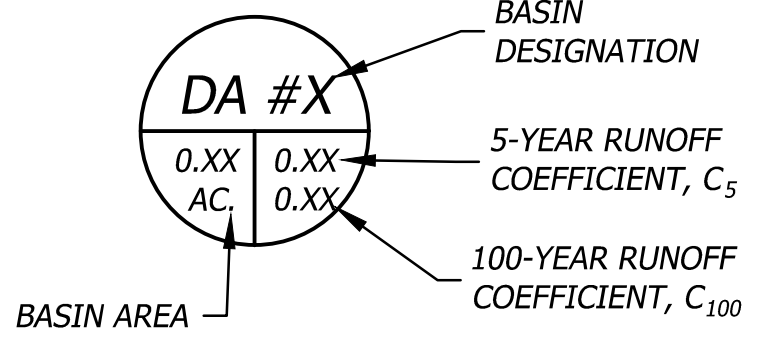 BASIN
DESIGNATION
DA #X
0.XX 0.XX
AC. 0.XX
5-YEAR RUNOFF
COEFFICIENT, C5
100-YEAR RUNOFF
COEFFICIENT, C100
BASIN AREA